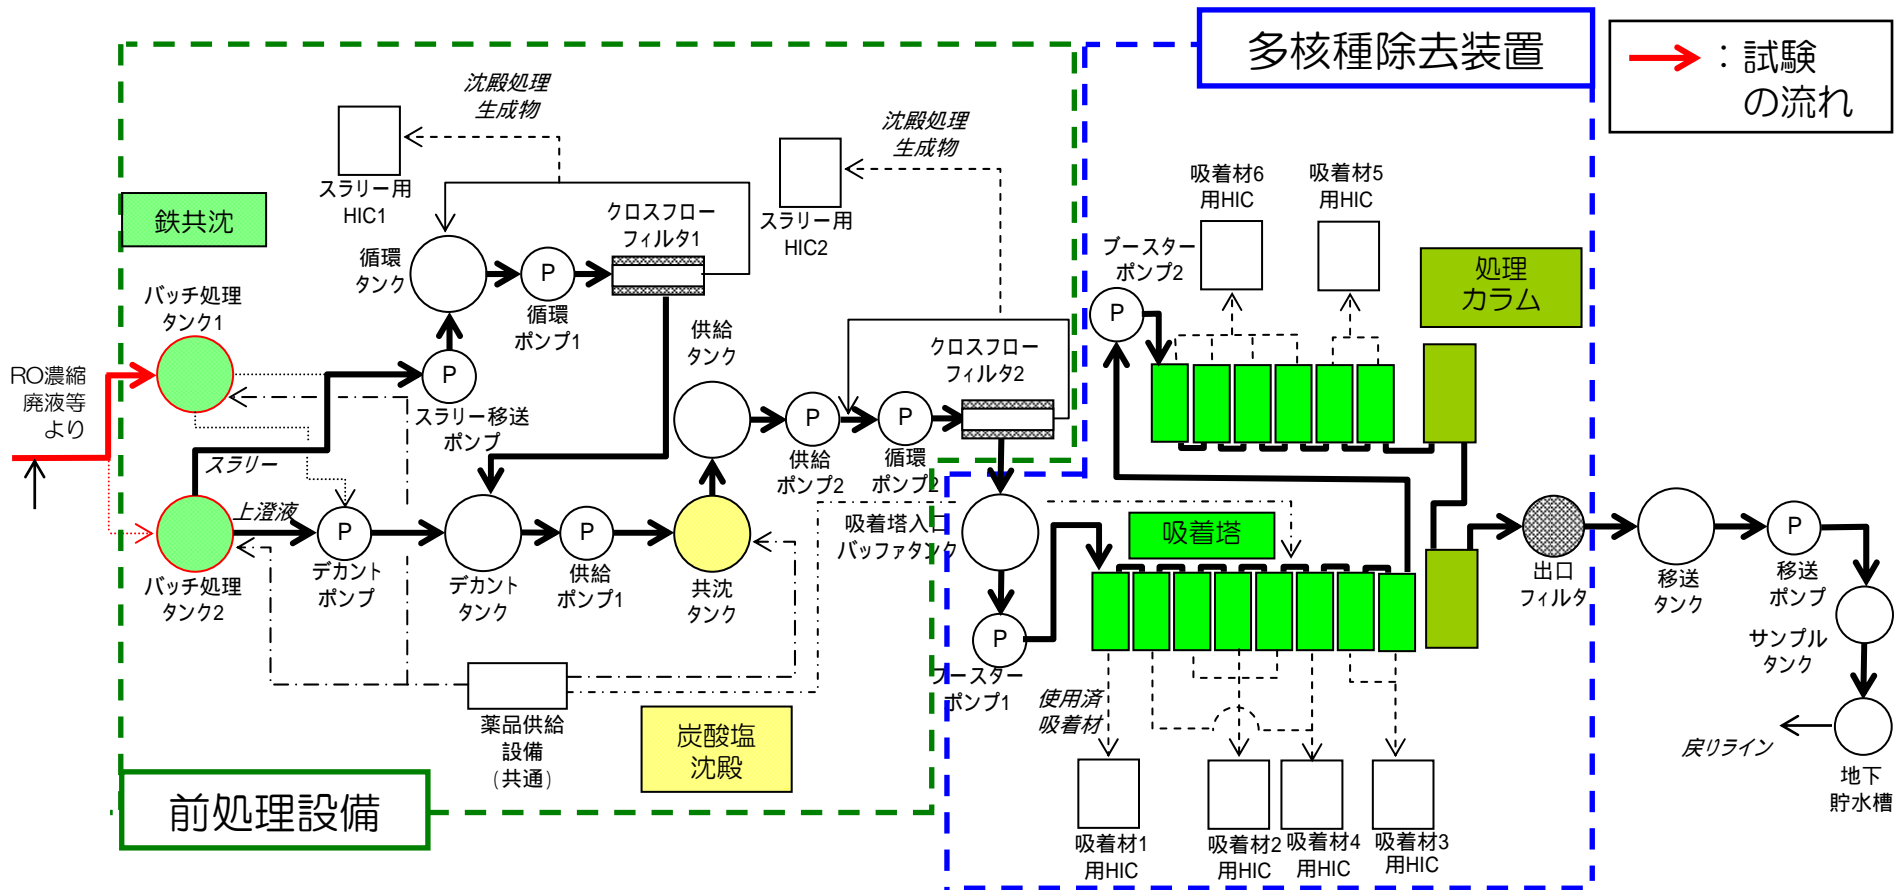 多核種除去装置
：試験
の流れ
沈殿処理
生成物
沈殿処理
生成物
スラリー用
HIC1
スラリー用
HIC2
吸着材6
用HIC
吸着材5
用HIC
鉄共沈
クロスフロー
フィルタ1
循環
タンク
P
循環
ポンプ1
ブースター
ポンプ2
P
処理
カラム
バッチ処理
タンク1
供給
タンク
クロスフロー
フィルタ2
RO濃縮
廃液等
より
P
スラリー移送
ポンプ
P
供給
ポンプ2
P
循環
ポンプ2
スラリー
上澄液
P
デカント
ポンプ
バッチ処理
タンク2
デカント
タンク
P
供給
ポンプ1
共沈
タンク
吸着塔入口
バッファタンク
吸着塔
出口
フィルタ
移送
タンク
P
移送
ポンプ
P
ブースター
ポンプ1
サンプル
タンク
使用済
吸着材
薬品供給
設備
（共通）
炭酸塩
沈殿
戻りライン
地下
貯水槽
前処理設備
吸着材1
用HIC
吸着材2
用HIC
吸着材4
用HIC
吸着材3
用HIC